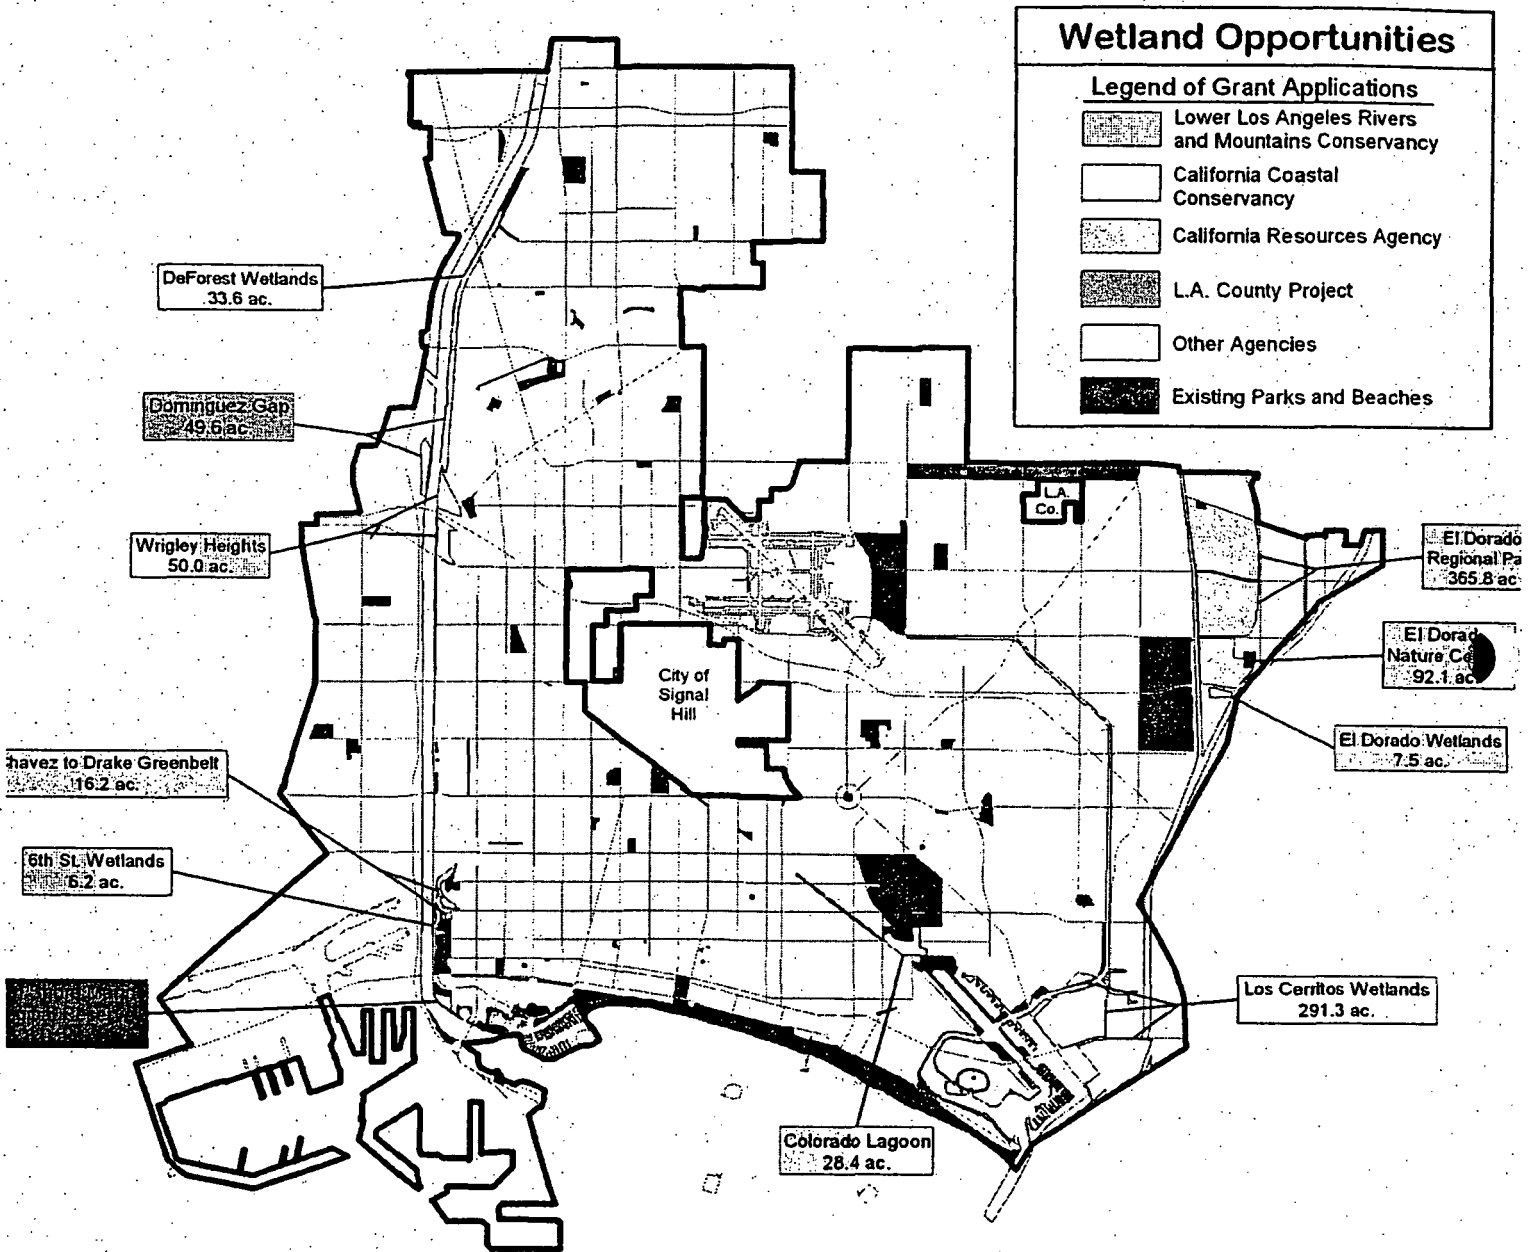 Wetland Opportunities
Legend of Grant Applications
Lower Los Angeles Rivers
and Mountains Conservancy
California Coastal
Conservancy
California Resources Agency
L.A. County Project
Other Agencies
Existing Parks and Beaches
DeForest Wetlands
33.6 ac.
Dominguez Gap
49.6 ac.
Wrigley Heights
50.0 ac.
L.A.
Co.
El Dorado
Regional Pa
365.8 ac
City of
Signal
Hill
El Dorad
Nature Ce
92.1 ac.
El Dorado Wetlands
7.5 ac.
havez to Drake Greenbelt
16.2 ac.
6th St. Wetlands
6.2 ac.
Los Cerritos Wetlands
291.3 ac.
Colorado Lagoon
28.4 ac.